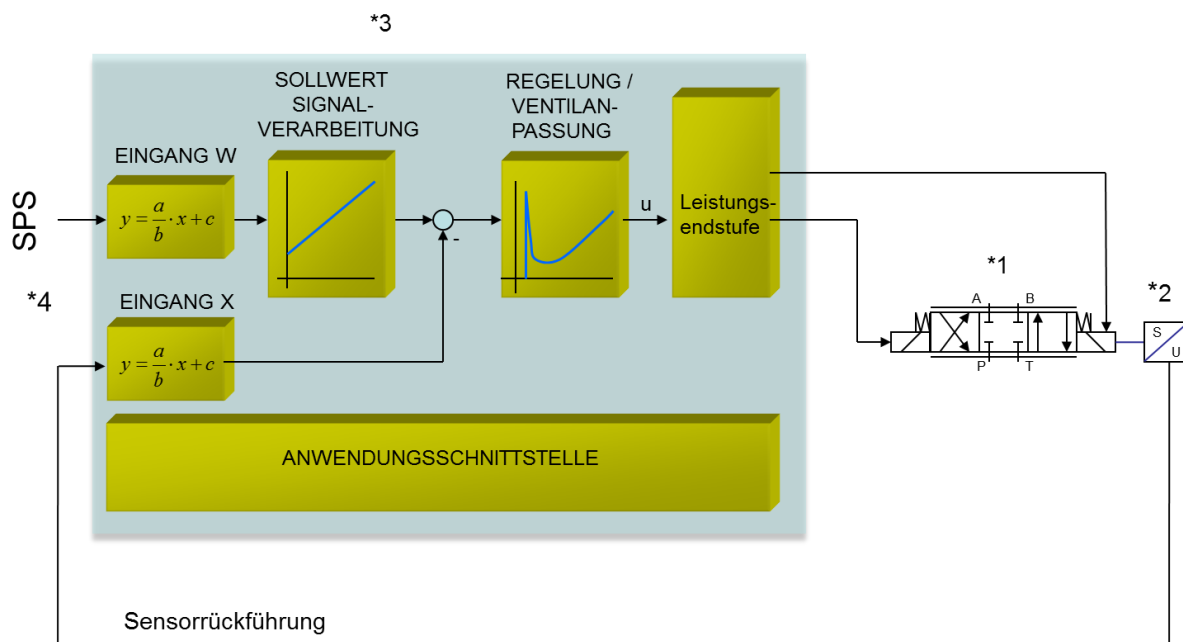 *3
SOLLWERT
SIGNAL-
VERARBEITUNG
REGELUNG /
VENTILAN-
PASSUNG
EINGANG W
SPS
y = a/b · x + c
u
Leistungs-
endstufe
-
*4
EINGANG X
y = a/b · x + c
*1
*2
A
B
P
T
S
U
ANWENDUNGSSCHNITTSTELLE
Sensorrückführung